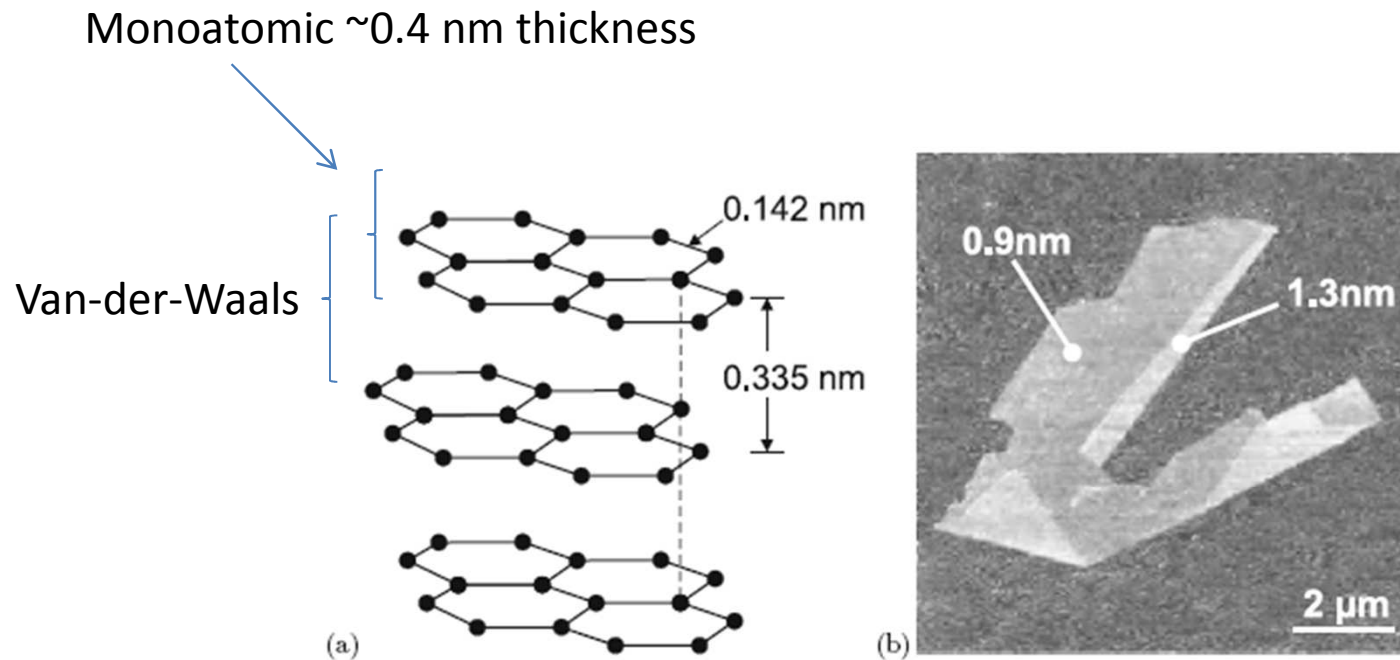 Monoatomic ~0.4 nm thickness
0.142 nm
Van-der-Waals
0.335 nm
(a)
0.9nm
1.3nm
2 μm
(b)